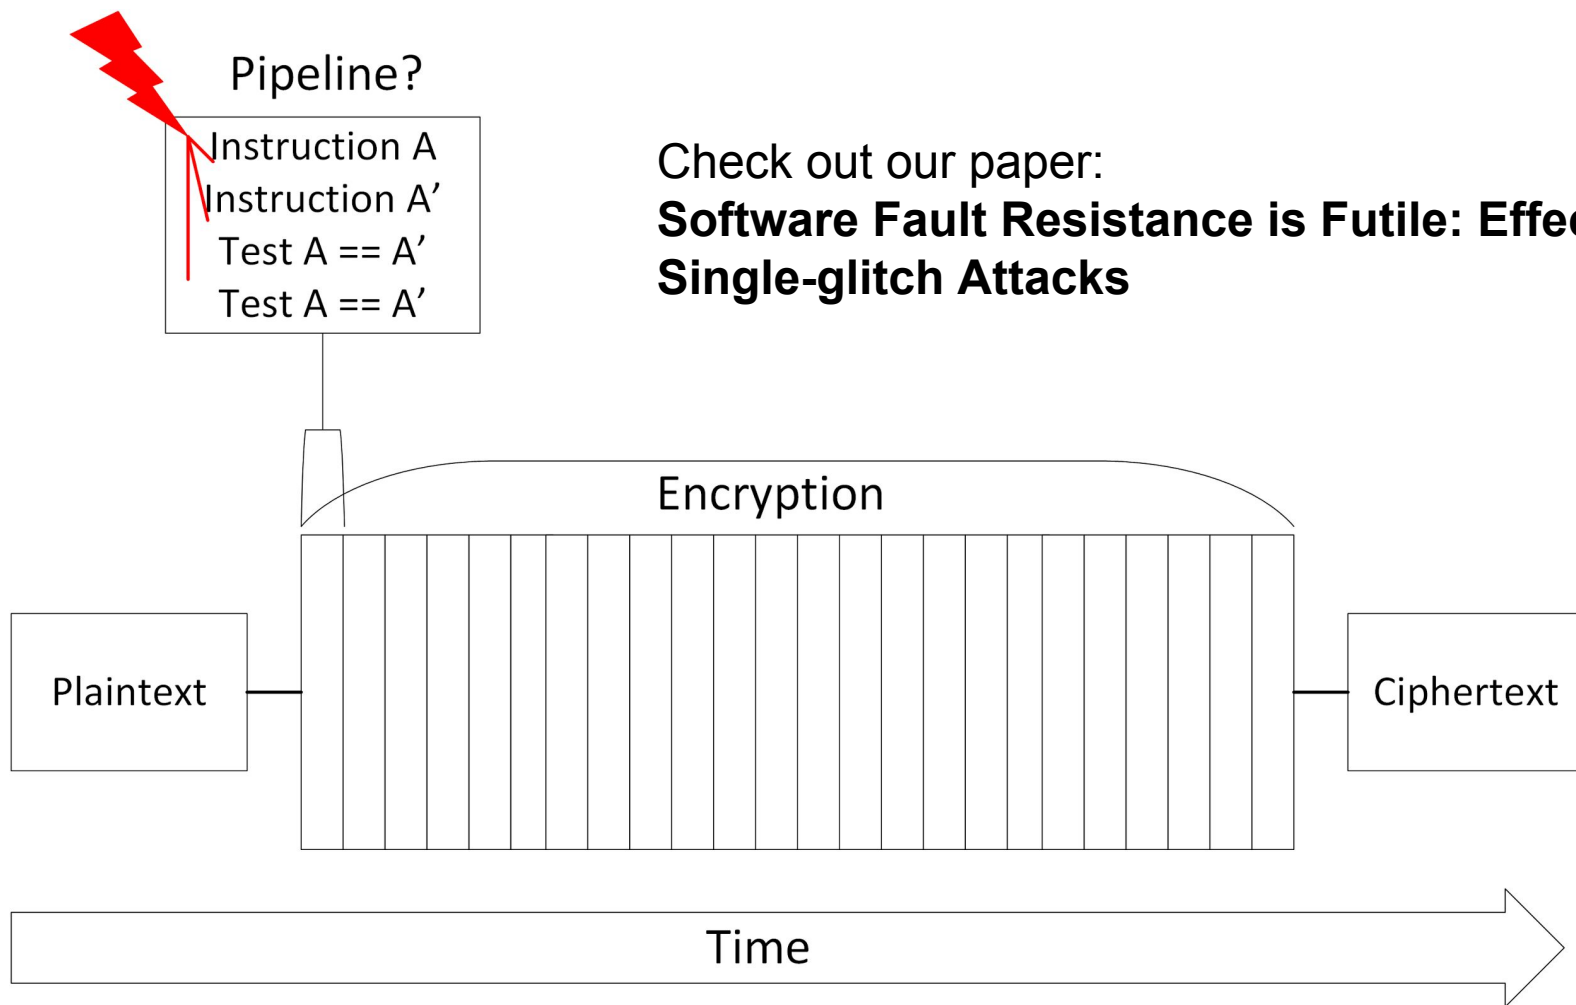 Pipeline?
Instruction A
Instruction A’
Test A == A’
Test A == A’
Check out our paper:
Software Fault Resistance is Futile:
Single-glitch Attacks
Encryption
Plaintext
Ciphertext
Time